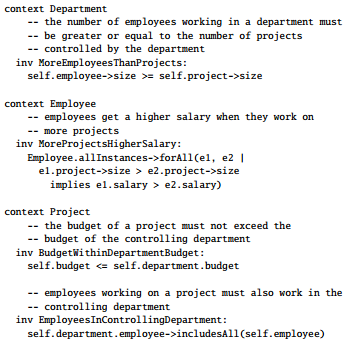 context Department
-- the number of employees working in a department must
-- be greater or equal to the number of projects
-- controlled by the department
inv MoreEmployeesThanProjects:
self.employee->size >= self.project->size
context Employee
-- employees get a higher salary when they work on
-- more projects
inv MoreProjectsHigherSalary:
Employee.allInstances->forAll(e1, e2 |
e1.project->size > e2.project->size
implies e1.salary > e2.salary)
context Project
-- the budget of a project must not exceed the
-- budget of the controlling department
inv BudgetWithinDepartmentBudget:
self.budget <= self.department.budget
-- employees working on a project must also work in the
-- controlling department
inv EmployeesInControllingDepartment:
self.department.employee->includesAll(self.employee)